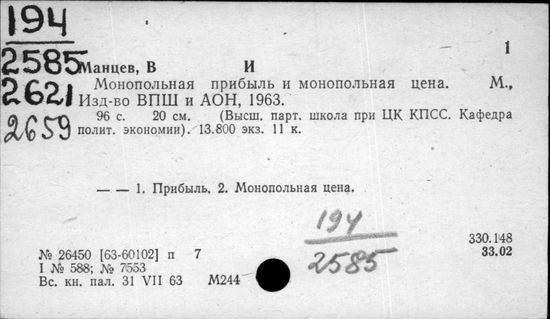 194
2585
2621
2659
1
Манцев, В И
Монопольная прибыль и монопольная цена. М.,
Изд-во ВПШ и АОН, 1963.
96 с. 20 см. (Высш. парт. школа при ЦК КПСС. Кафедра
полит. экономии). 13.800 экз. 11 к.
— — 1. Прибыль. 2. Монопольная цена.
194
2585
330.148
33.02
№ 26450 [63-60102] п 7
I № 588; № 7553
Вс. кн. пал. 31 VII 63 М244